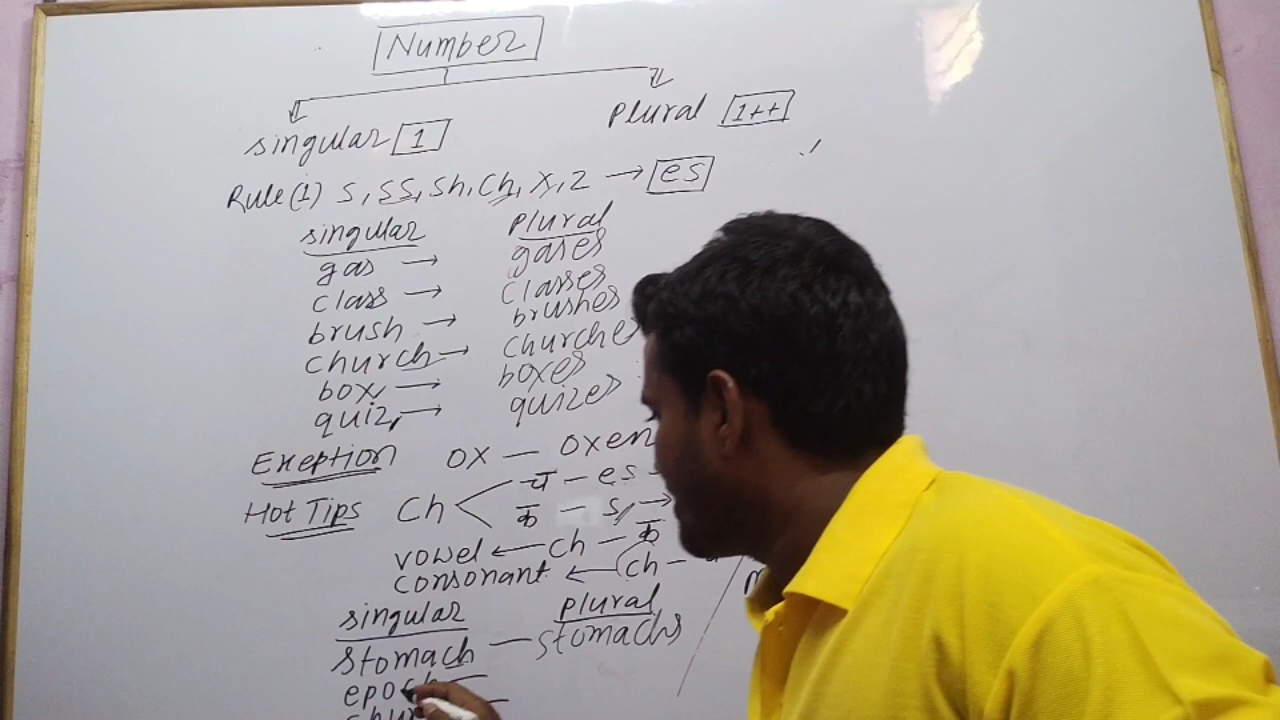 Number
singular 1 plural 1++
Rule(1) s, ss, sh, ch, x, z → es
singular plural
gas → gases
class → classes
brush → brushes
church → churches
box → boxes
quiz → quizes
Exeption ox — oxen
Hot Tips Ch च — es
क — s, →
vowel ← ch — क
consonant ← ch —
singular plural
stomach — stomachs
epoch —